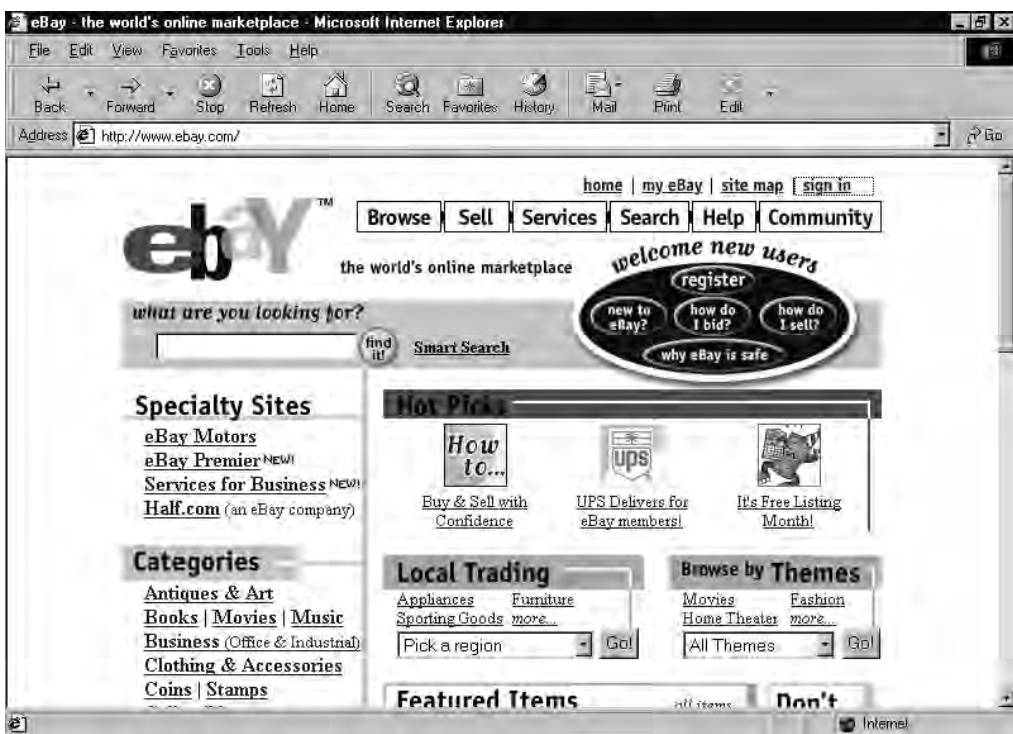 eBay - the world's online marketplace - Microsoft Internet Explorer
File Edit View Favorites Tools Help
Back Forward Stop Refresh Home Search Favorites History Mail Print Edit
Address http://www.ebay.com/ Go
home | my eBay | site map | sign in
ebaY™
Browse Sell Services Search Help Community
the world's online marketplace
welcome new users
register
new to eBay?
how do I bid?
how do I sell?
why eBay is safe
what are you looking for?
find it!
Smart Search
Specialty Sites
eBay Motors
eBay Premier NEW!
Services for Business NEW!
Half.com (an eBay company)
Categories
Antiques & Art
Books | Movies | Music
Business (Office & Industrial)
Clothing & Accessories
Coins | Stamps
Hot Picks
How
to...
Buy & Sell with
Confidence
ups
UPS Delivers for
eBay members!
It's Free Listing
Month!
Local Trading
Appliances Furniture
Sporting Goods more...
Pick a region Go!
Browse by Themes
Movies Fashion
Home Theater more...
All Themes Go!
Featured Items all items
Don't
Internet